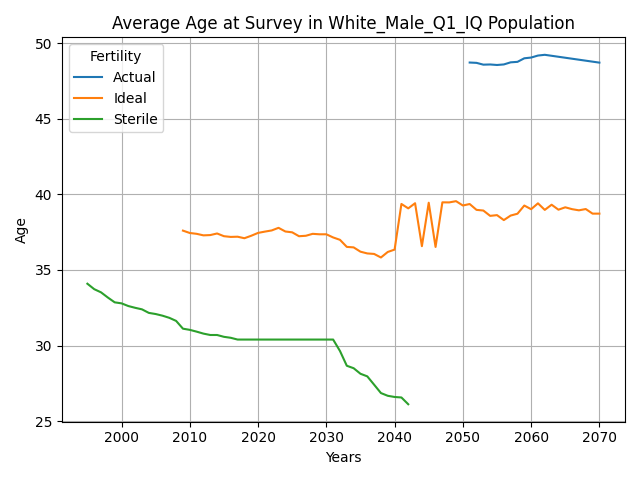 Average Age at Survey in White_Male_Q1_IQ Population
Fertility
Actual
Ideal
Sterile
50
45
40
35
30
25
Age
2000
2010
2020
2030
2040
2050
2060
2070
Years